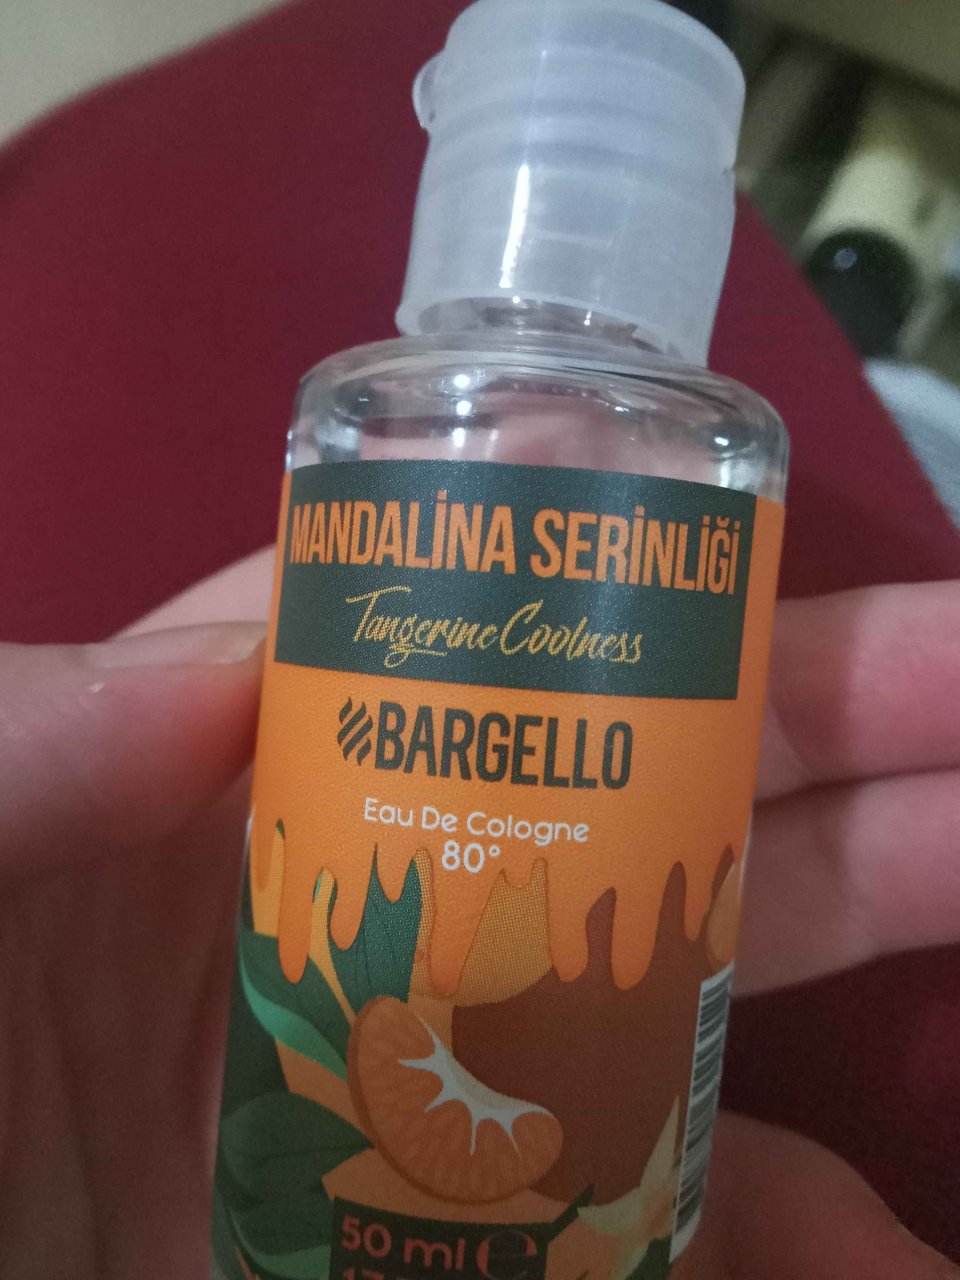 MANDALİNA SERİNLİĞİ
Tangerine Coolness
BARGELLO
Eau De Cologne
80°
50 ml e